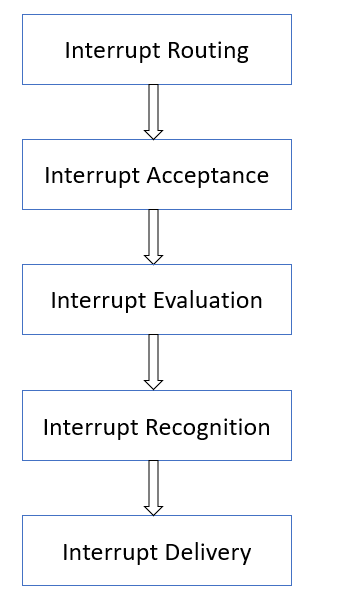 Interrupt Routing
Interrupt Acceptance
Interrupt Evaluation
Interrupt Recognition
Interrupt Delivery